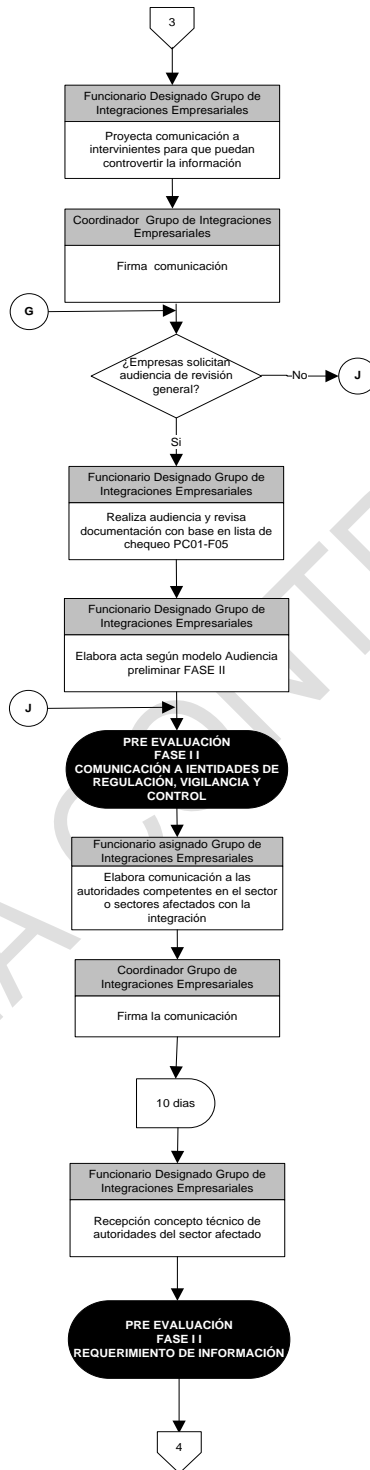 3
Funcionario Designado Grupo de
Integraciones Empresariales
Proyecta comunicación a
intervinientes para que puedan
controvertir la información
Coordinador Grupo de Integraciones
Empresariales
Firma comunicación
G
¿Empresas solicitan
audiencia de revisión
general?
No
J
Si
Funcionario Designado Grupo de
Integraciones Empresariales
Realiza audiencia y revisa
documentación con base en lista de
chequeo PC01-F05
Funcionario Designado Grupo de
Integraciones Empresariales
Elabora acta según modelo Audiencia
preliminar FASE II
J
PRE EVALUACIÓN
FASE I I
COMUNICACIÓN A IENTIDADES DE
REGULACIÓN, VIGILANCIA Y
CONTROL
Funcionario asignado Grupo de
Integraciones Empresariales
Elabora comunicación a las
autoridades competentes en el sector
o sectores afectados con la
integración
Coordinador Grupo de
Integraciones Empresariales
Firma la comunicación
10 dias
Funcionario Designado Grupo de
Integraciones Empresariales
Recepción concepto técnico de
autoridades del sector afectado
PRE EVALUACIÓN
FASE I I
REQUERIMIENTO DE INFORMACIÓN
4